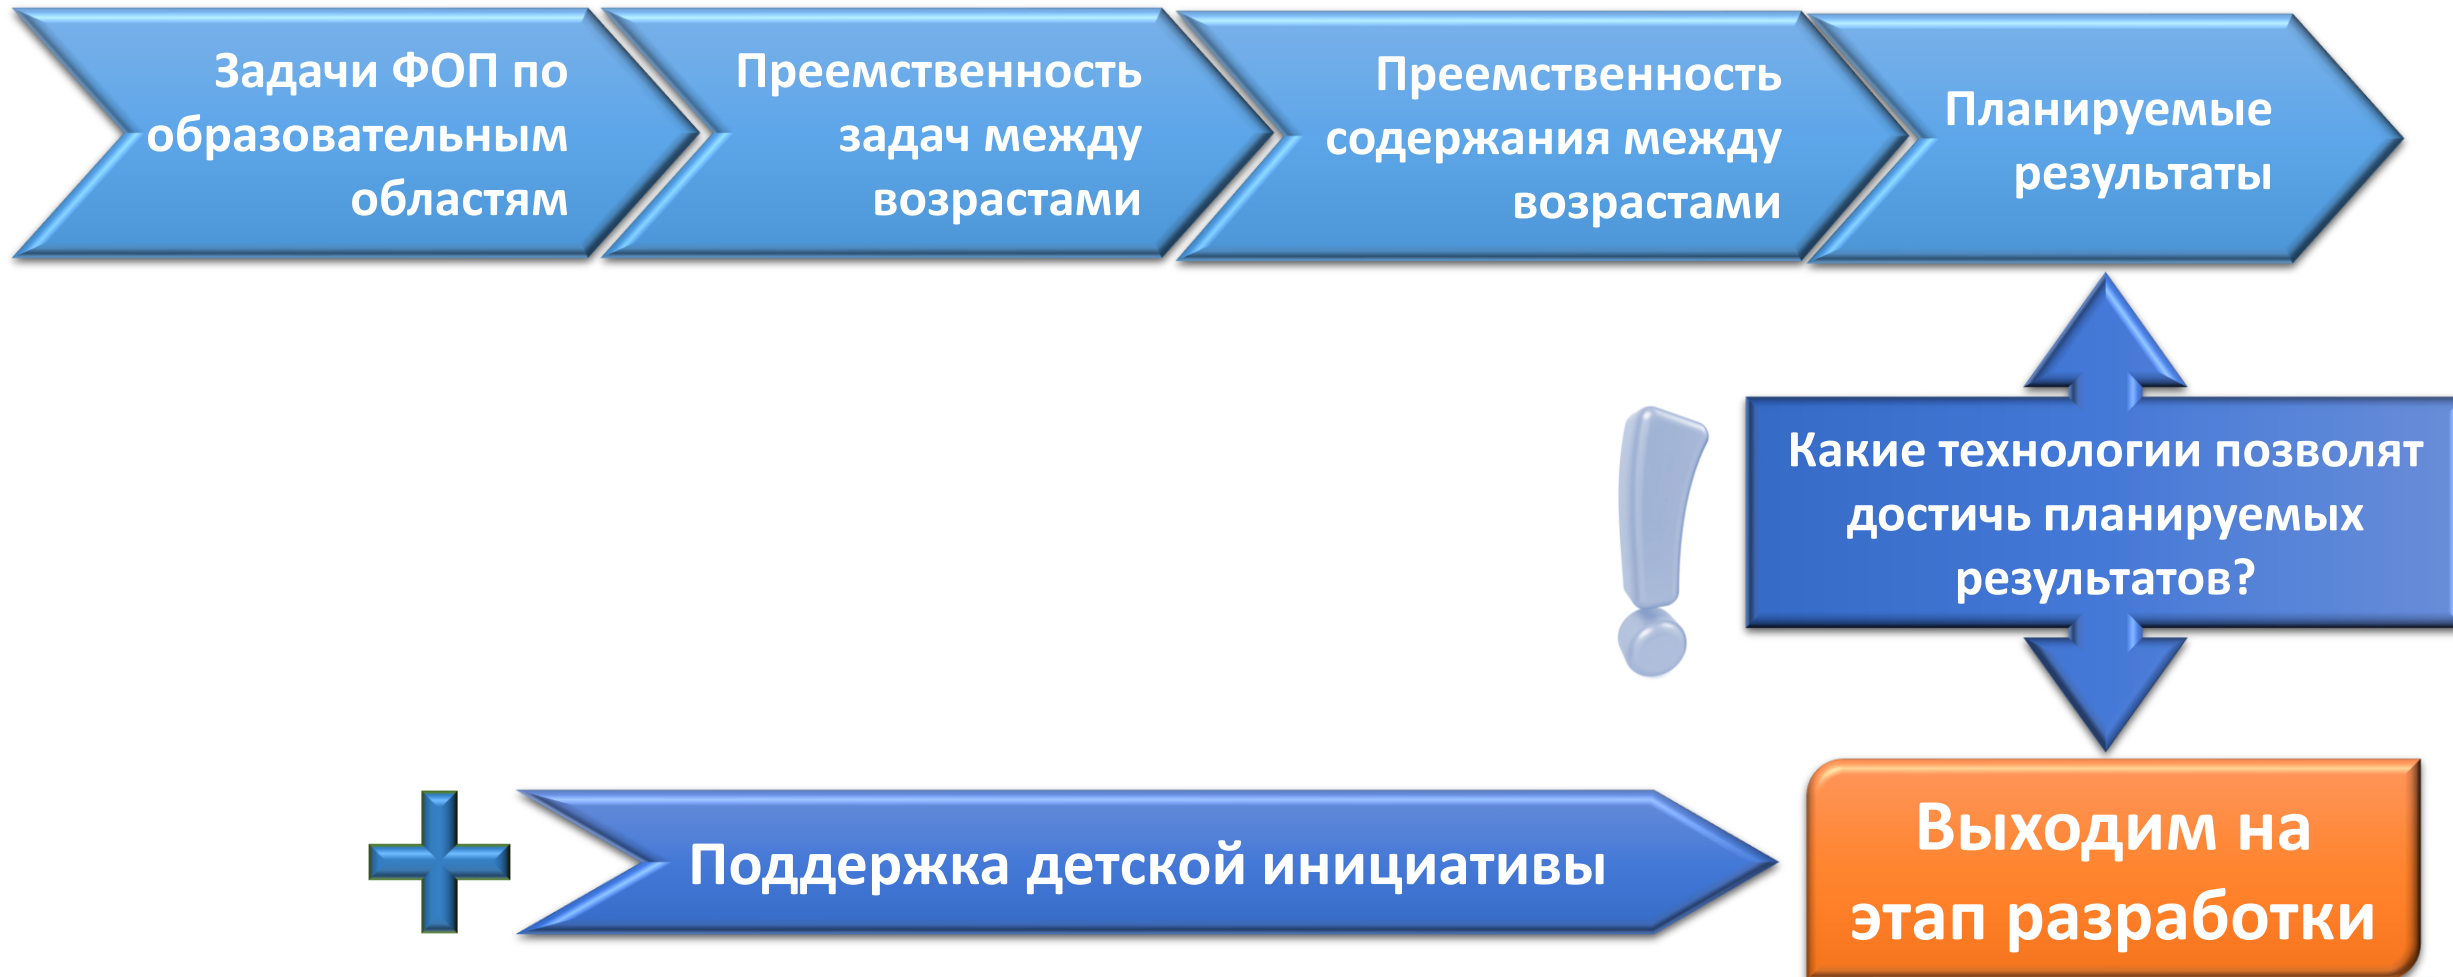 Задачи ФОП по
образовательным
областям
Преемственность
задач между
возрастами
Преемственность
содержания между
возрастами
Планируемые
результаты
Какие технологии позволят
достичь планируемых
результатов?
Поддержка детской инициативы
Выходим на
этап разработки